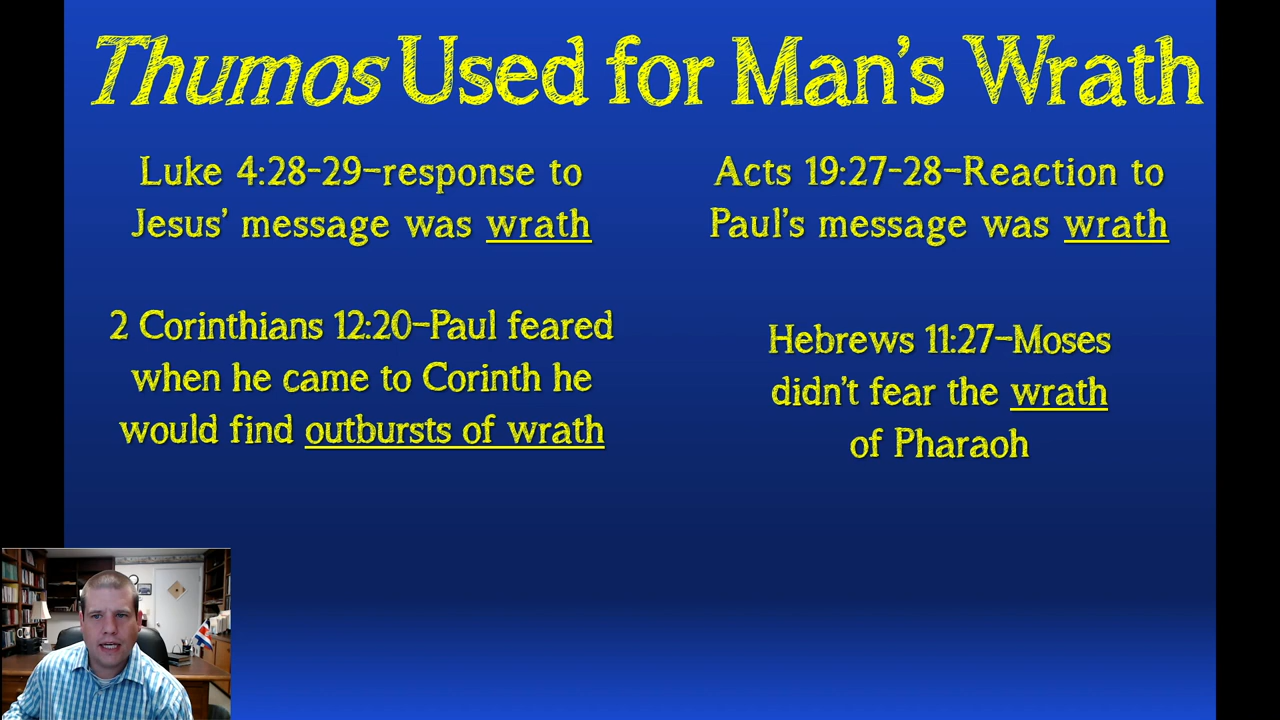 Thumos Used for Man's Wrath
Luke 4:28-29–response to
Jesus' message was wrath
Acts 19:27-28–Reaction to
Paul's message was wrath
2 Corinthians 12:20–Paul feared
when he came to Corinth he
would find outbursts of wrath
Hebrews 11:27–Moses
didn't fear the wrath
of Pharaoh